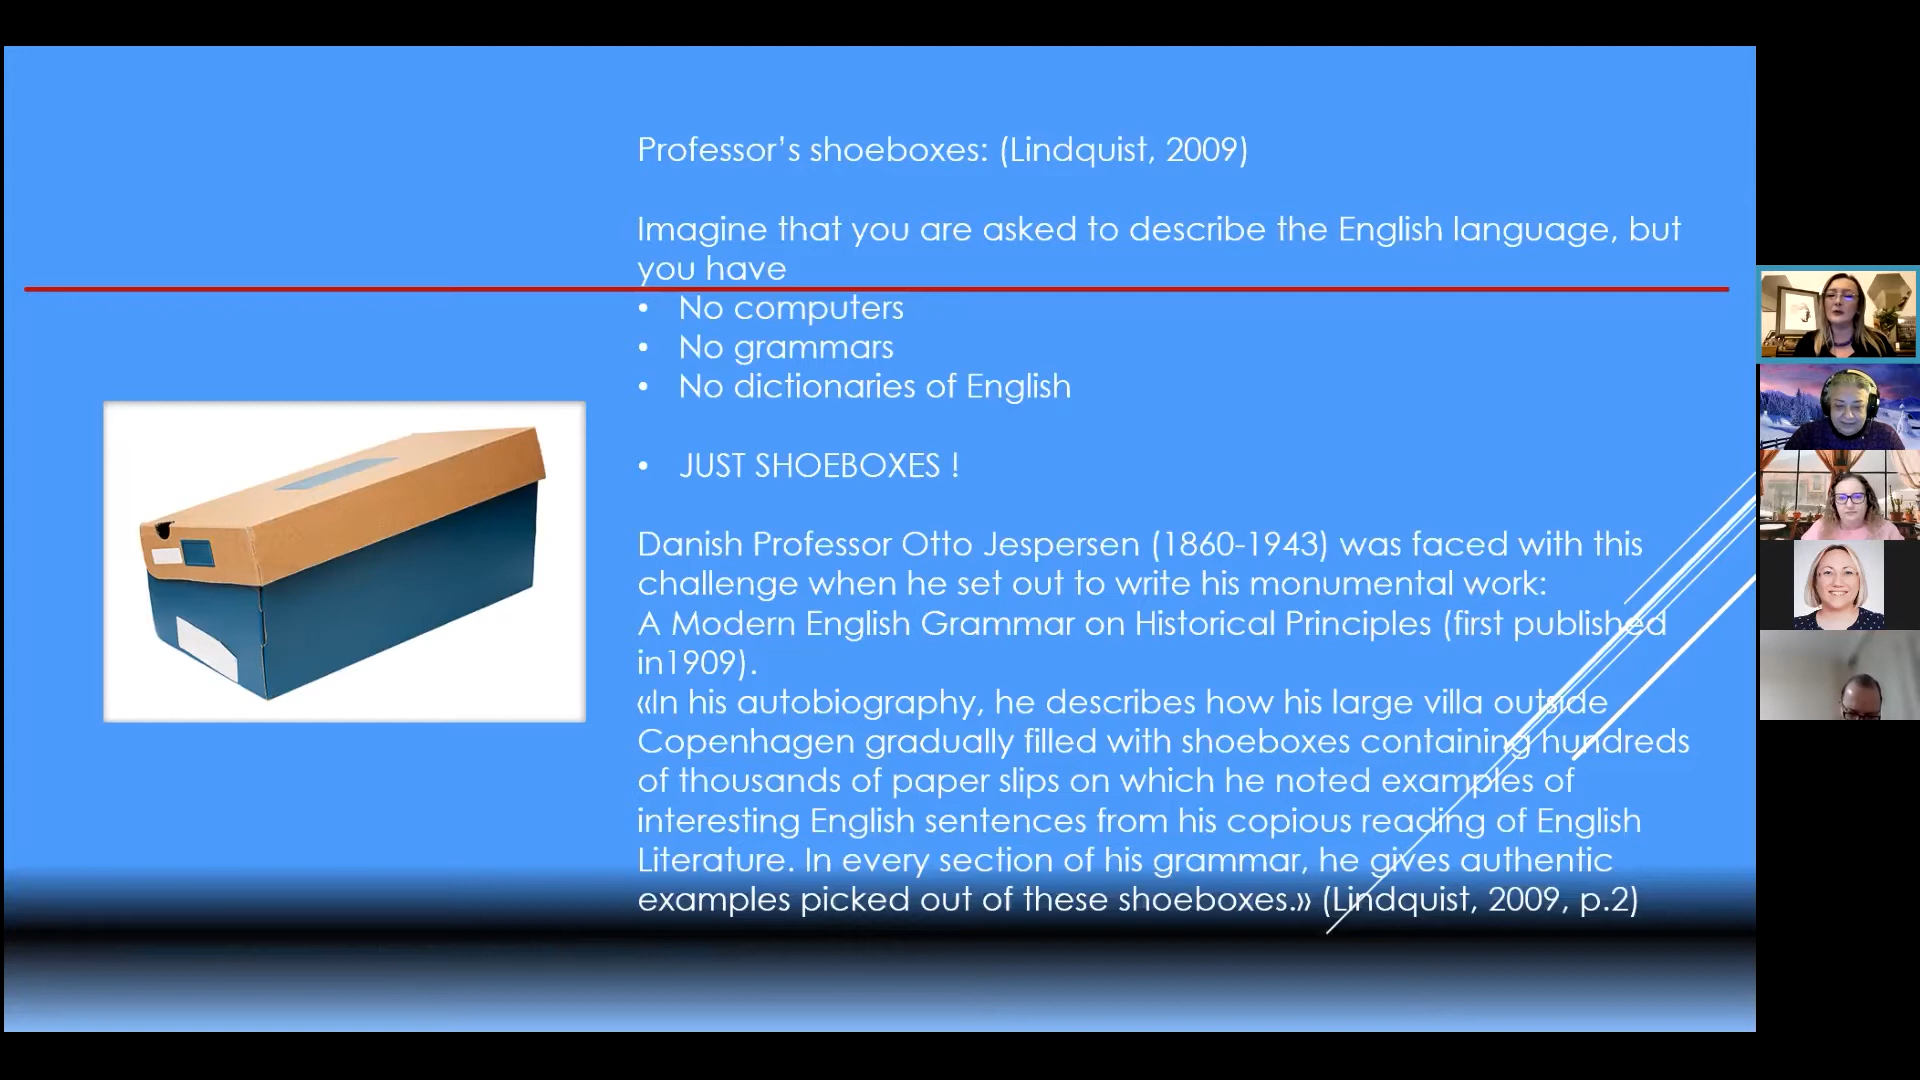 Professor’s shoeboxes: (Lindquist, 2009)
Imagine that you are asked to describe the English language, but
you have
• No computers
• No grammars
• No dictionaries of English
• JUST SHOEBOXES !
Danish Professor Otto Jespersen (1860-1943) was faced with this
challenge when he set out to write his monumental work:
A Modern English Grammar on Historical Principles (first published
in1909).
«In his autobiography, he describes how his large villa outside
Copenhagen gradually filled with shoeboxes containing hundreds
of thousands of paper slips on which he noted examples of
interesting English sentences from his copious reading of English
Literature. In every section of his grammar, he gives authentic
examples picked out of these shoeboxes.» (Lindquist, 2009, p.2)